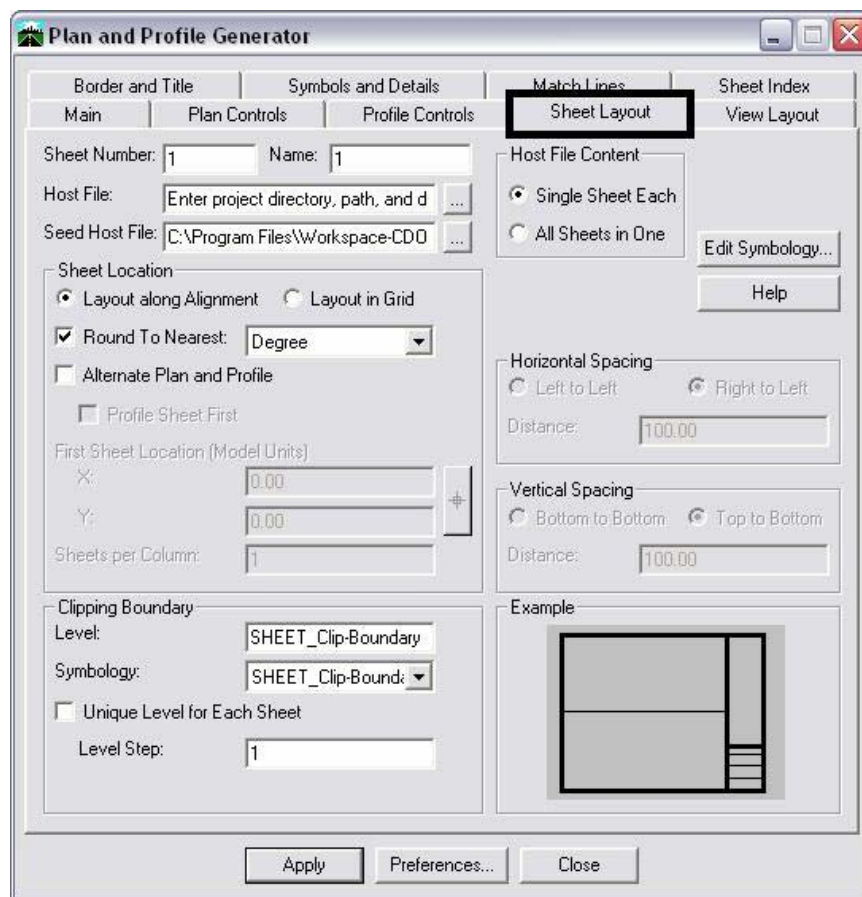 Plan and Profile Generator
Border and Title
Symbols and Details
Match Lines
Sheet Index
Main
Plan Controls
Profile Controls
Sheet Layout
View Layout
Sheet Number: 1 Name: 1
Host File: Enter project directory, path, and d ...
Seed Host File: C:\Program Files\Workspace-CDO ...
Host File Content
Single Sheet Each
All Sheets in One
Edit Symbology...
Help
Sheet Location
Layout along Alignment Layout in Grid
Round To Nearest: Degree
Alternate Plan and Profile
Profile Sheet First
First Sheet Location (Model Units)
X: 0.00
Y: 0.00
Sheets per Column: 1
Horizontal Spacing
Left to Left Right to Left
Distance: 100.00
Vertical Spacing
Bottom to Bottom Top to Bottom
Distance: 100.00
Clipping Boundary
Level: SHEET_Clip-Boundary
Symbology: SHEET_Clip-Bounda
Unique Level for Each Sheet
Level Step: 1
Example
Apply
Preferences...
Close